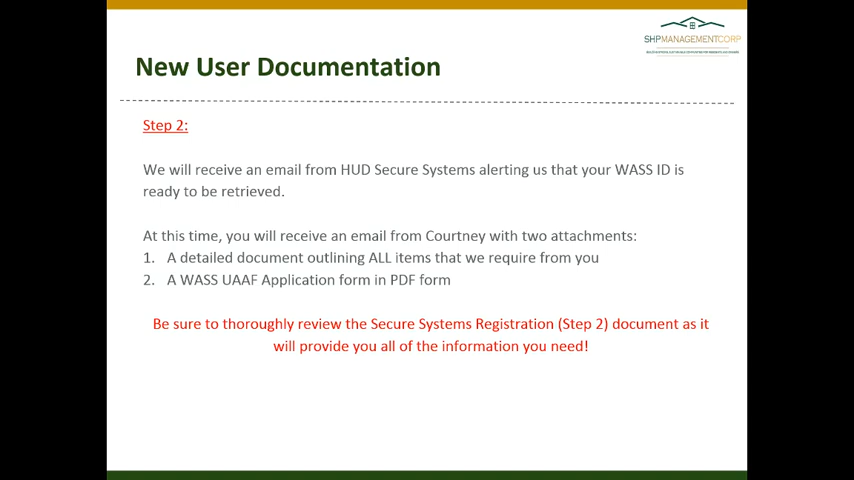 SHPMANAGEMENTCORP
New User Documentation
Step 2:
We will receive an email from HUD Secure Systems alerting us that your WASS ID is
ready to be retrieved.
At this time, you will receive an email from Courtney with two attachments:
1. A detailed document outlining ALL items that we require from you
2. A WASS UAAF Application form in PDF form
Be sure to thoroughly review the Secure Systems Registration (Step 2) document as it
will provide you all of the information you need!